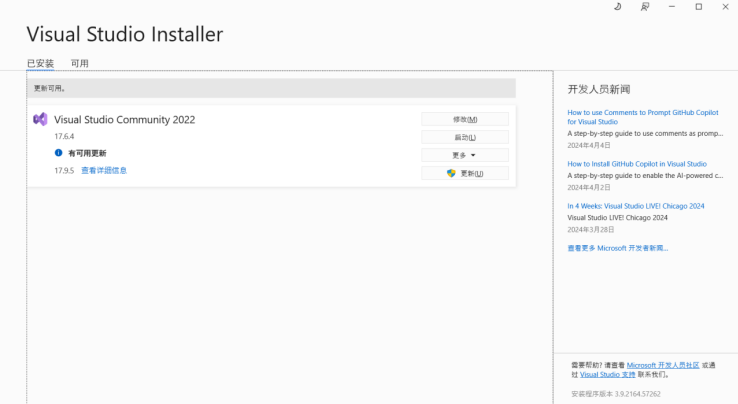 Visual Studio Installer
已安装
可用
更新可用。
Visual Studio Community 2022
17.6.4
有可用更新
17.9.5 查看详细信息
修改(M)
启动(L)
更多
更新(U)
开发人员新闻
How to use Comments to Prompt GitHub Copilot
for Visual Studio
A step-by-step guide to use comments as promp...
2024年4月4日
How to Install GitHub Copilot in Visual Studio
A step-by-step guide to enable the AI-powered c...
2024年4月2日
In 4 Weeks: Visual Studio LIVE! Chicago 2024
Visual Studio LIVE! Chicago 2024
2024年3月28日
查看更多 Microsoft 开发者新闻...
需要帮助? 请查看 Microsoft 开发人员社区 或通
过 Visual Studio 支持 联系我们。
安装程序版本 3.9.2164.57262